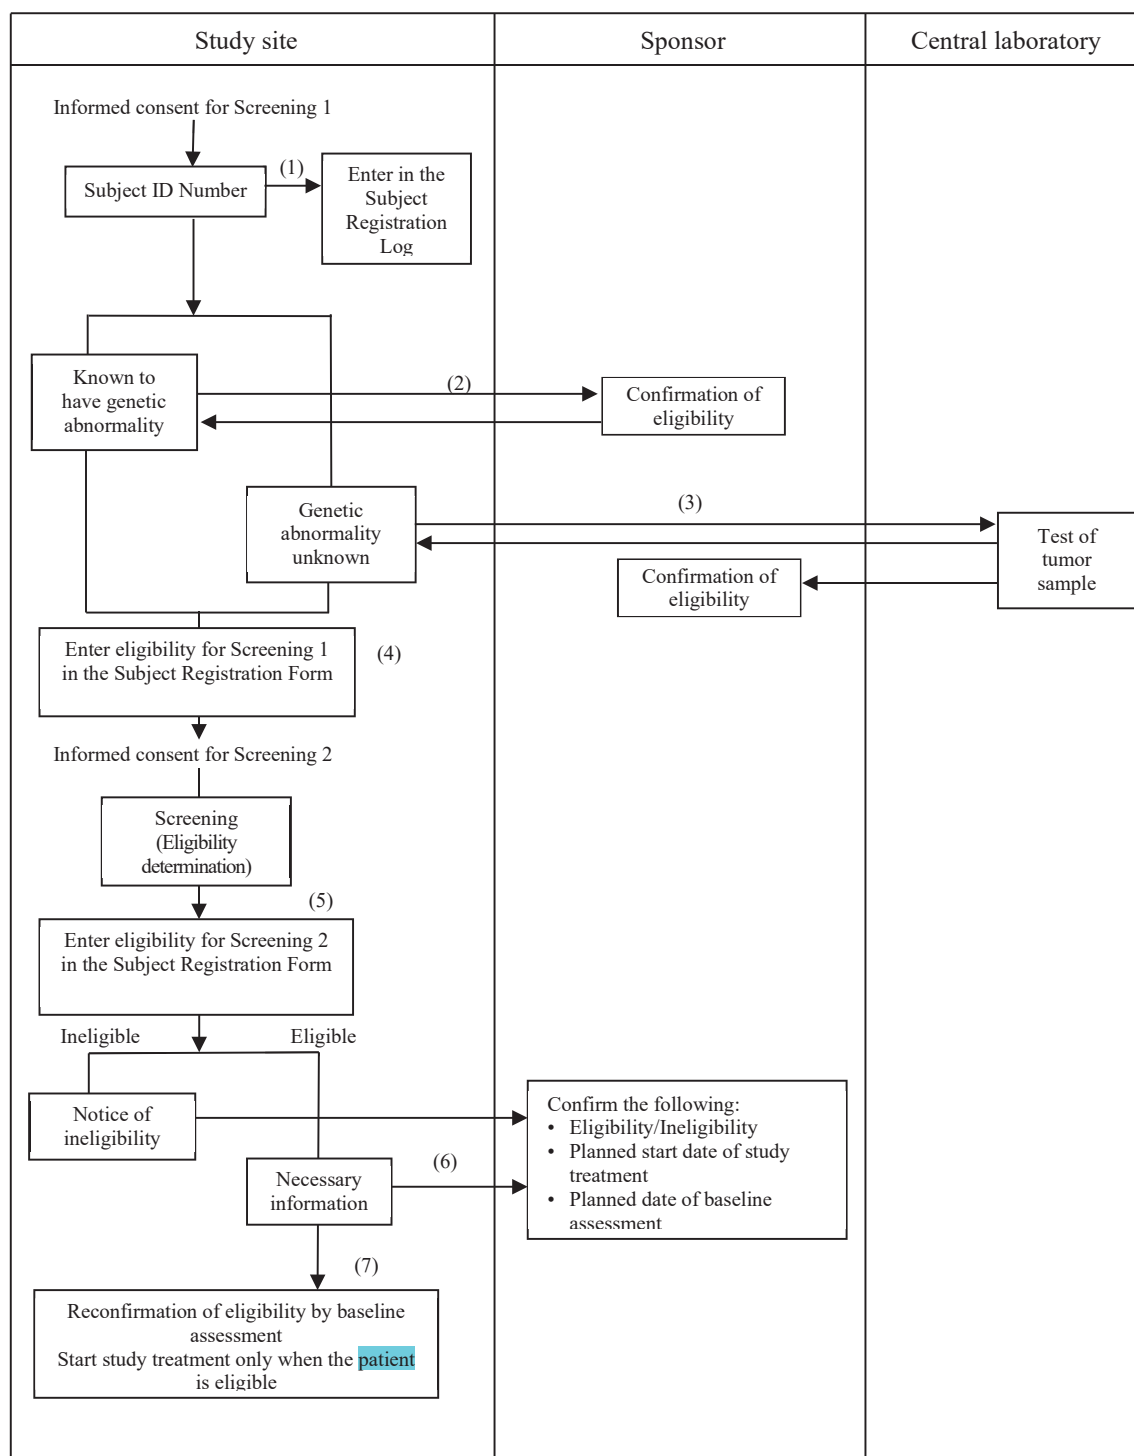 Study site
Sponsor
Central laboratory
Informed consent for Screening 1
(1)
Subject ID Number
Enter in the
Subject
Registration
Log
Known to
have genetic
abnormality
(2)
Confirmation of
eligibility
Genetic
abnormality
unknown
(3)
Test of
tumor
sample
Confirmation of
eligibility
Enter eligibility for Screening 1
in the Subject Registration Form
(4)
Informed consent for Screening 2
Screening
(Eligibility
determination)
(5)
Enter eligibility for Screening 2
in the Subject Registration Form
Ineligible
Eligible
Notice of
ineligibility
Confirm the following:
• Eligibility/Ineligibility
• Planned start date of study
treatment
• Planned date of baseline
assessment
Necessary
information
(6)
(7)
Reconfirmation of eligibility by baseline
assessment
Start study treatment only when the patient
is eligible